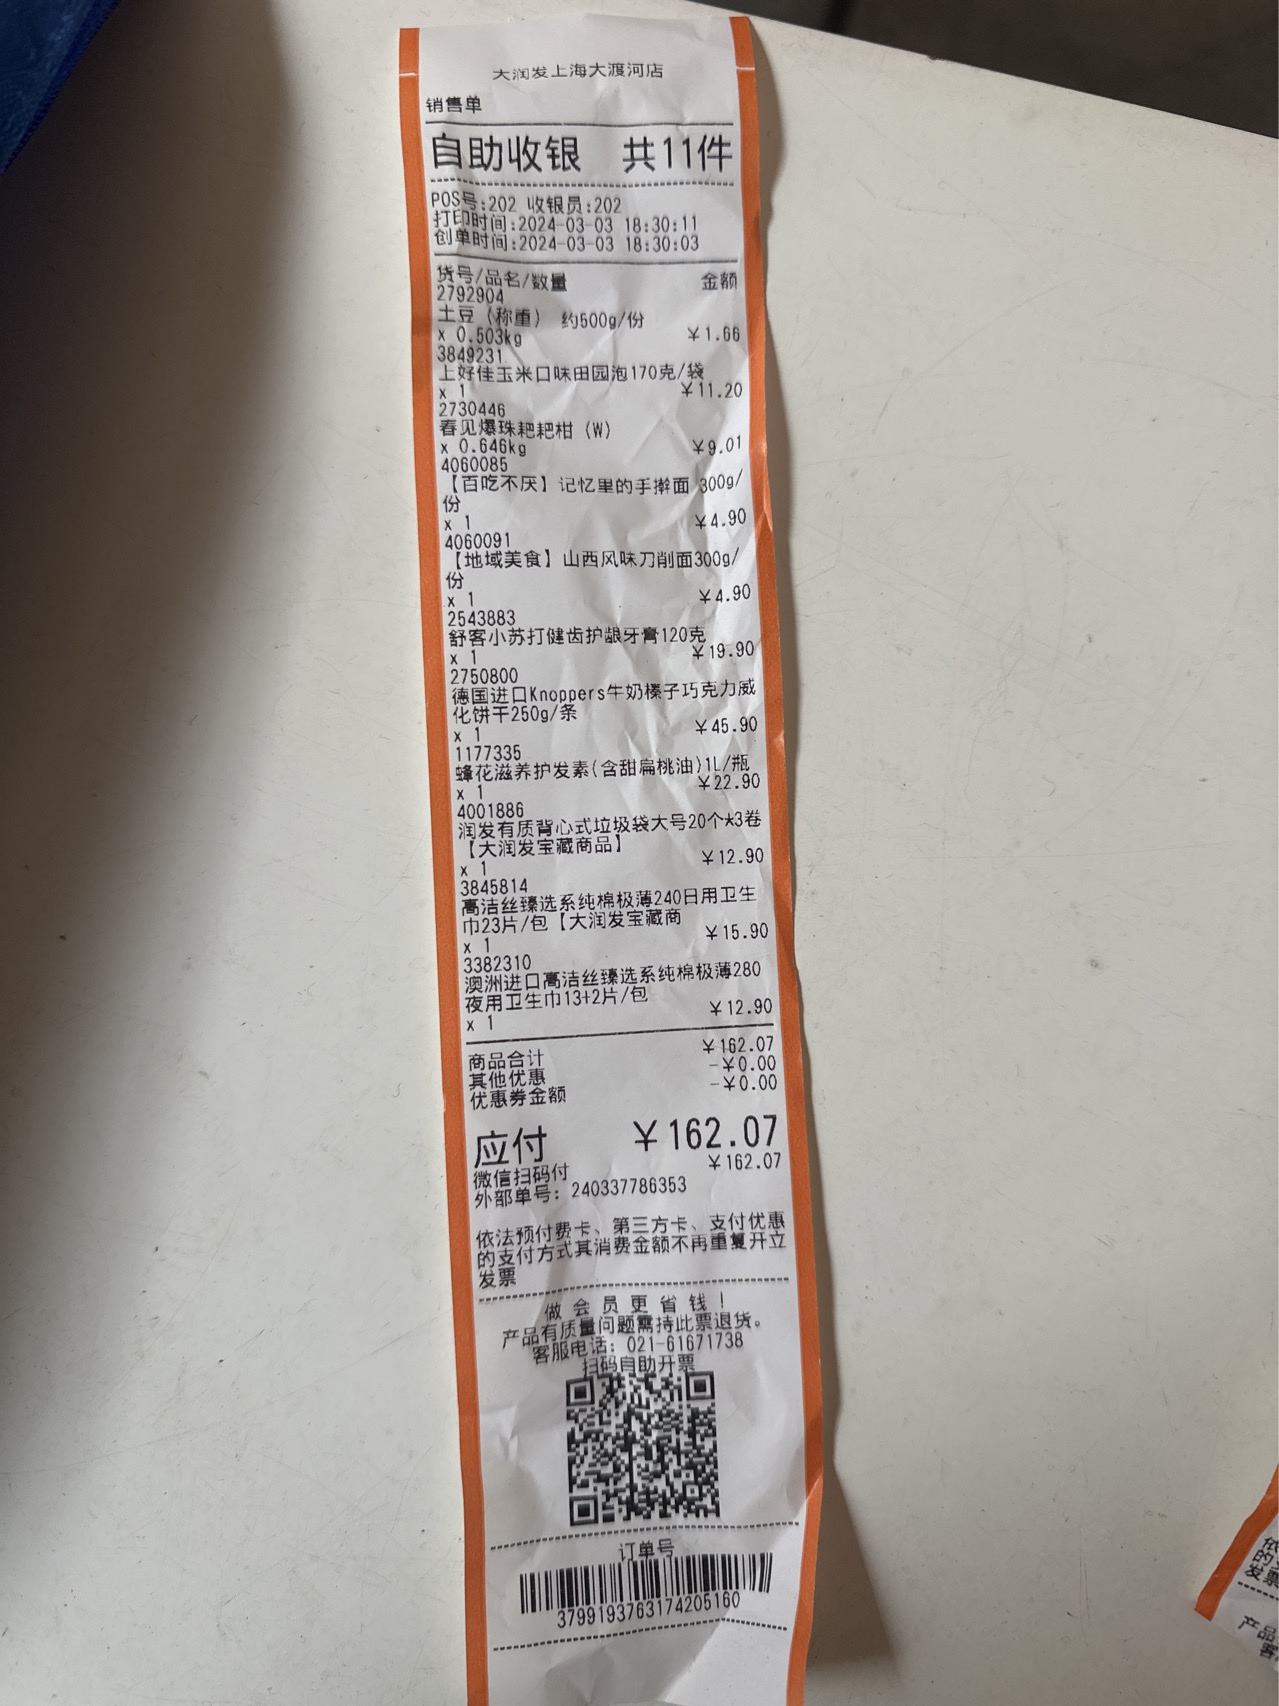 大润发上海大渡河店
销售单
自助收银 共11件
POS号:202 收银员:202
打印时间:2024-03-03 18:30:11
创单时间:2024-03-03 18:30:03
货号/品名/数量 金额
2792904
土豆（称重） 约500g/份
x 0.503kg ￥1.66
3849231
上好佳玉米口味田园泡170克/袋
x 1 ￥11.20
2730446
春见爆珠耙耙柑（W）
x 0.646kg ￥9.01
4060085
【百吃不厌】记忆里的手擀面 300g/
份
x 1 ￥4.90
4060091
【地域美食】山西风味刀削面300g/
份
x 1 ￥4.90
2543883
舒客小苏打健齿护龈牙膏120克
x 1 ￥19.90
2750800
德国进口Knoppers牛奶榛子巧克力威
化饼干250g/条
x 1 ￥45.90
1177335
蜂花滋养护发素(含甜扁桃油)1L/瓶
x 1 ￥22.90
4001886
润发有质背心式垃圾袋大号20个*3卷
【大润发宝藏商品】
x 1 ￥12.90
3845814
高洁丝臻选系纯棉极薄240日用卫生
巾23片/包【大润发宝藏商
x 1 ￥15.90
3382310
澳洲进口高洁丝臻选系纯棉极薄280
夜用卫生巾13+2片/包
x 1 ￥12.90
商品合计 ￥162.07
其他优惠 -￥0.00
优惠券金额 -￥0.00
应付 ￥162.07
微信扫码付 ￥162.07
外部单号: 240337786353
依法预付费卡、第三方卡、支付优惠
的支付方式其消费金额不再重复开立
发票
做会员更省钱！
产品有质量问题需持此票退货。
客服电话: 021-61671738
扫码自助开票
订单号
3799193763174205160
依
的
发票
产品
客